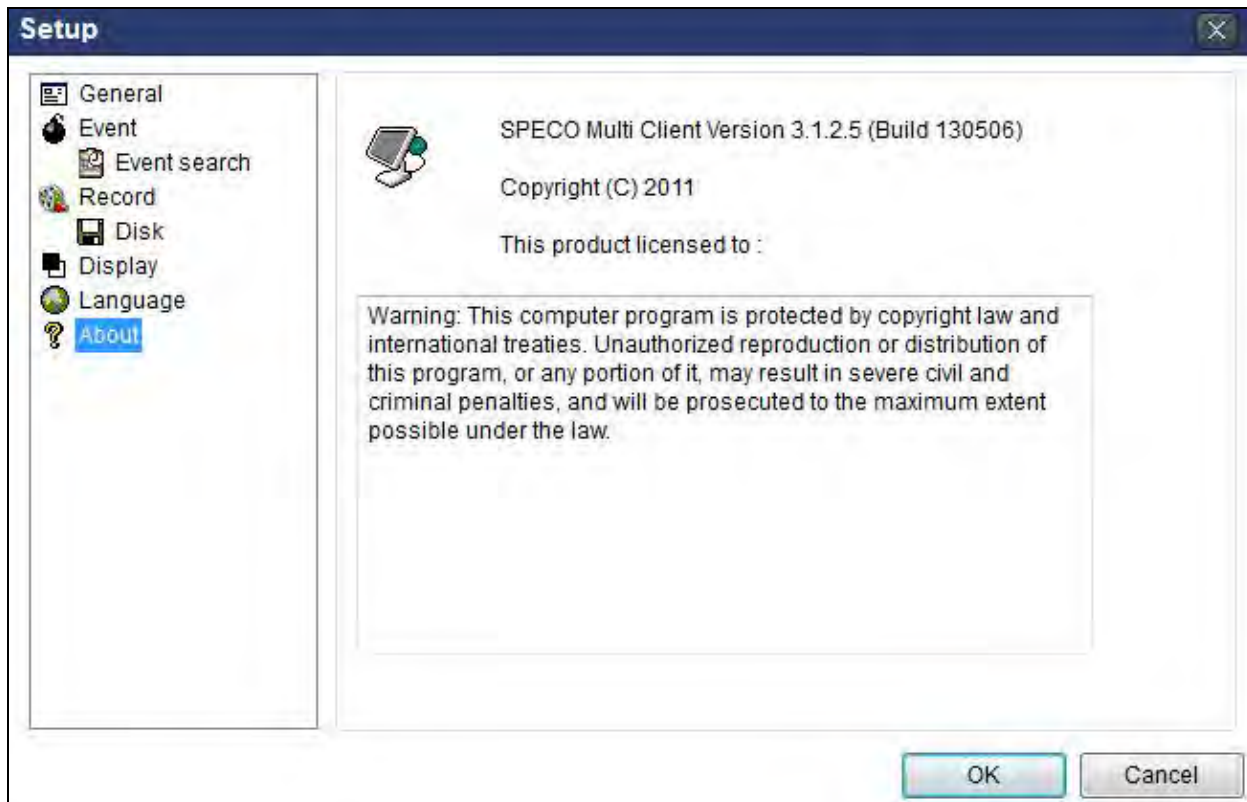 Setup
General
Event
Event search
Record
Disk
Display
Language
About
SPECO Multi Client Version 3.1.2.5 (Build 130506)
Copyright (C) 2011
This product licensed to :
Warning: This computer program is protected by copyright law and
international treaties. Unauthorized reproduction or distribution of
this program, or any portion of it, may result in severe civil and
criminal penalties, and will be prosecuted to the maximum extent
possible under the law.
OK
Cancel